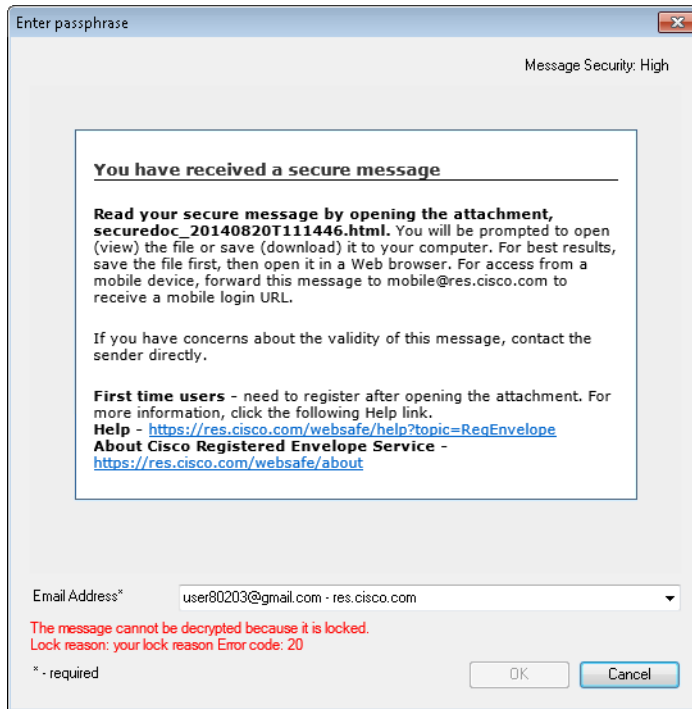 Enter passphrase
Message Security: High
You have received a secure message
Read your secure message by opening the attachment,
securedoc_20140820T111446.html. You will be prompted to open
(view) the file or save (download) it to your computer. For best results,
save the file first, then open it in a Web browser. For access from a
mobile device, forward this message to mobile@res.cisco.com to
receive a mobile login URL.
If you have concerns about the validity of this message, contact the
sender directly.
First time users - need to register after opening the attachment. For
more information, click the following Help link.
Help - https://res.cisco.com/websafe/help?topic=RegEnvelope
About Cisco Registered Envelope Service -
https://res.cisco.com/websafe/about
Email Address*
user80203@gmail.com - res.cisco.com
The message cannot be decrypted because it is locked.
Lock reason: your lock reason Error code: 20
* - required
OK
Cancel